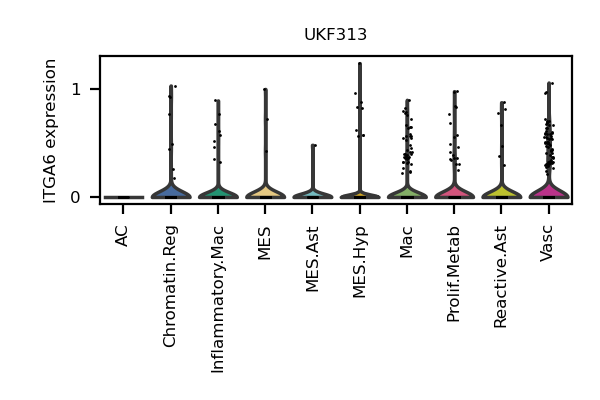 UKF313
ITGA6 expression
1
0
AC
Chromatin.Reg
Inflammatory.Mac
MES
MES.Ast
MES.Hyp
Mac
Prolif.Metab
Reactive.Ast
Vasc